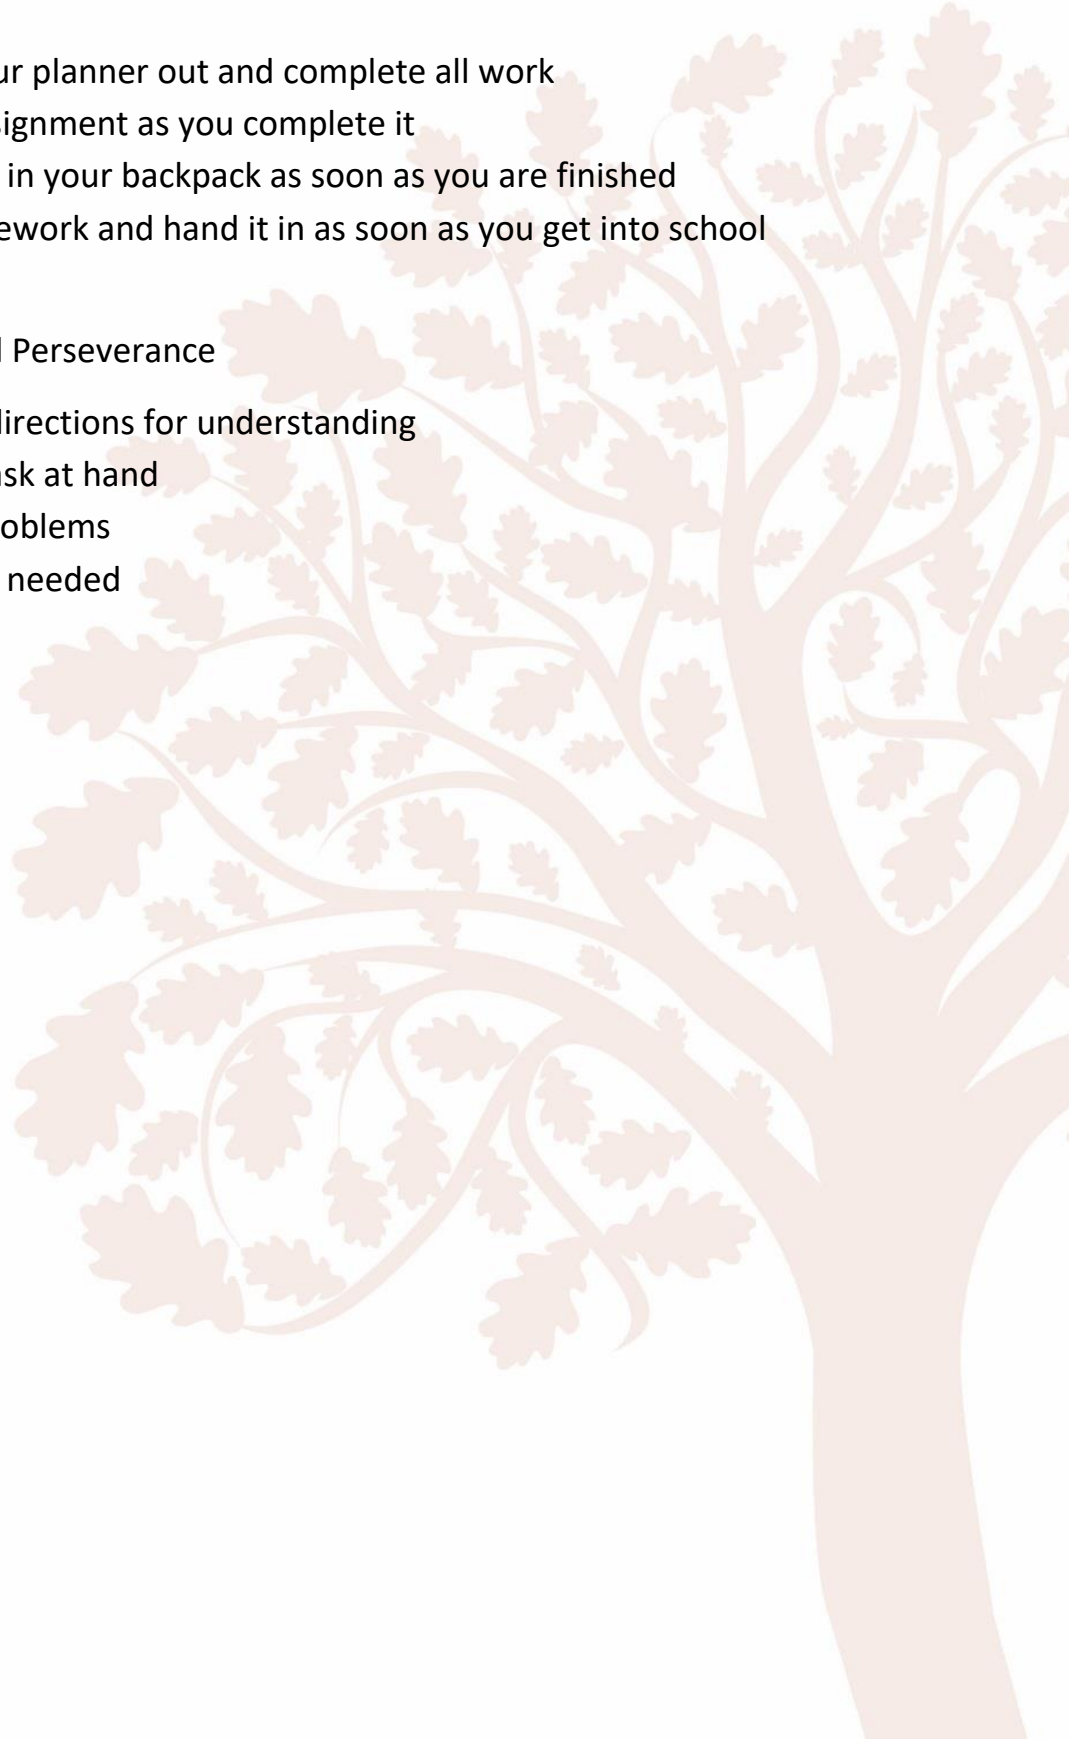 ur planner out and complete all work
signment as you complete it
in your backpack as soon as you are finished
ework and hand it in as soon as you get into school
Perseverance
directions for understanding
ask at hand
oblems
needed